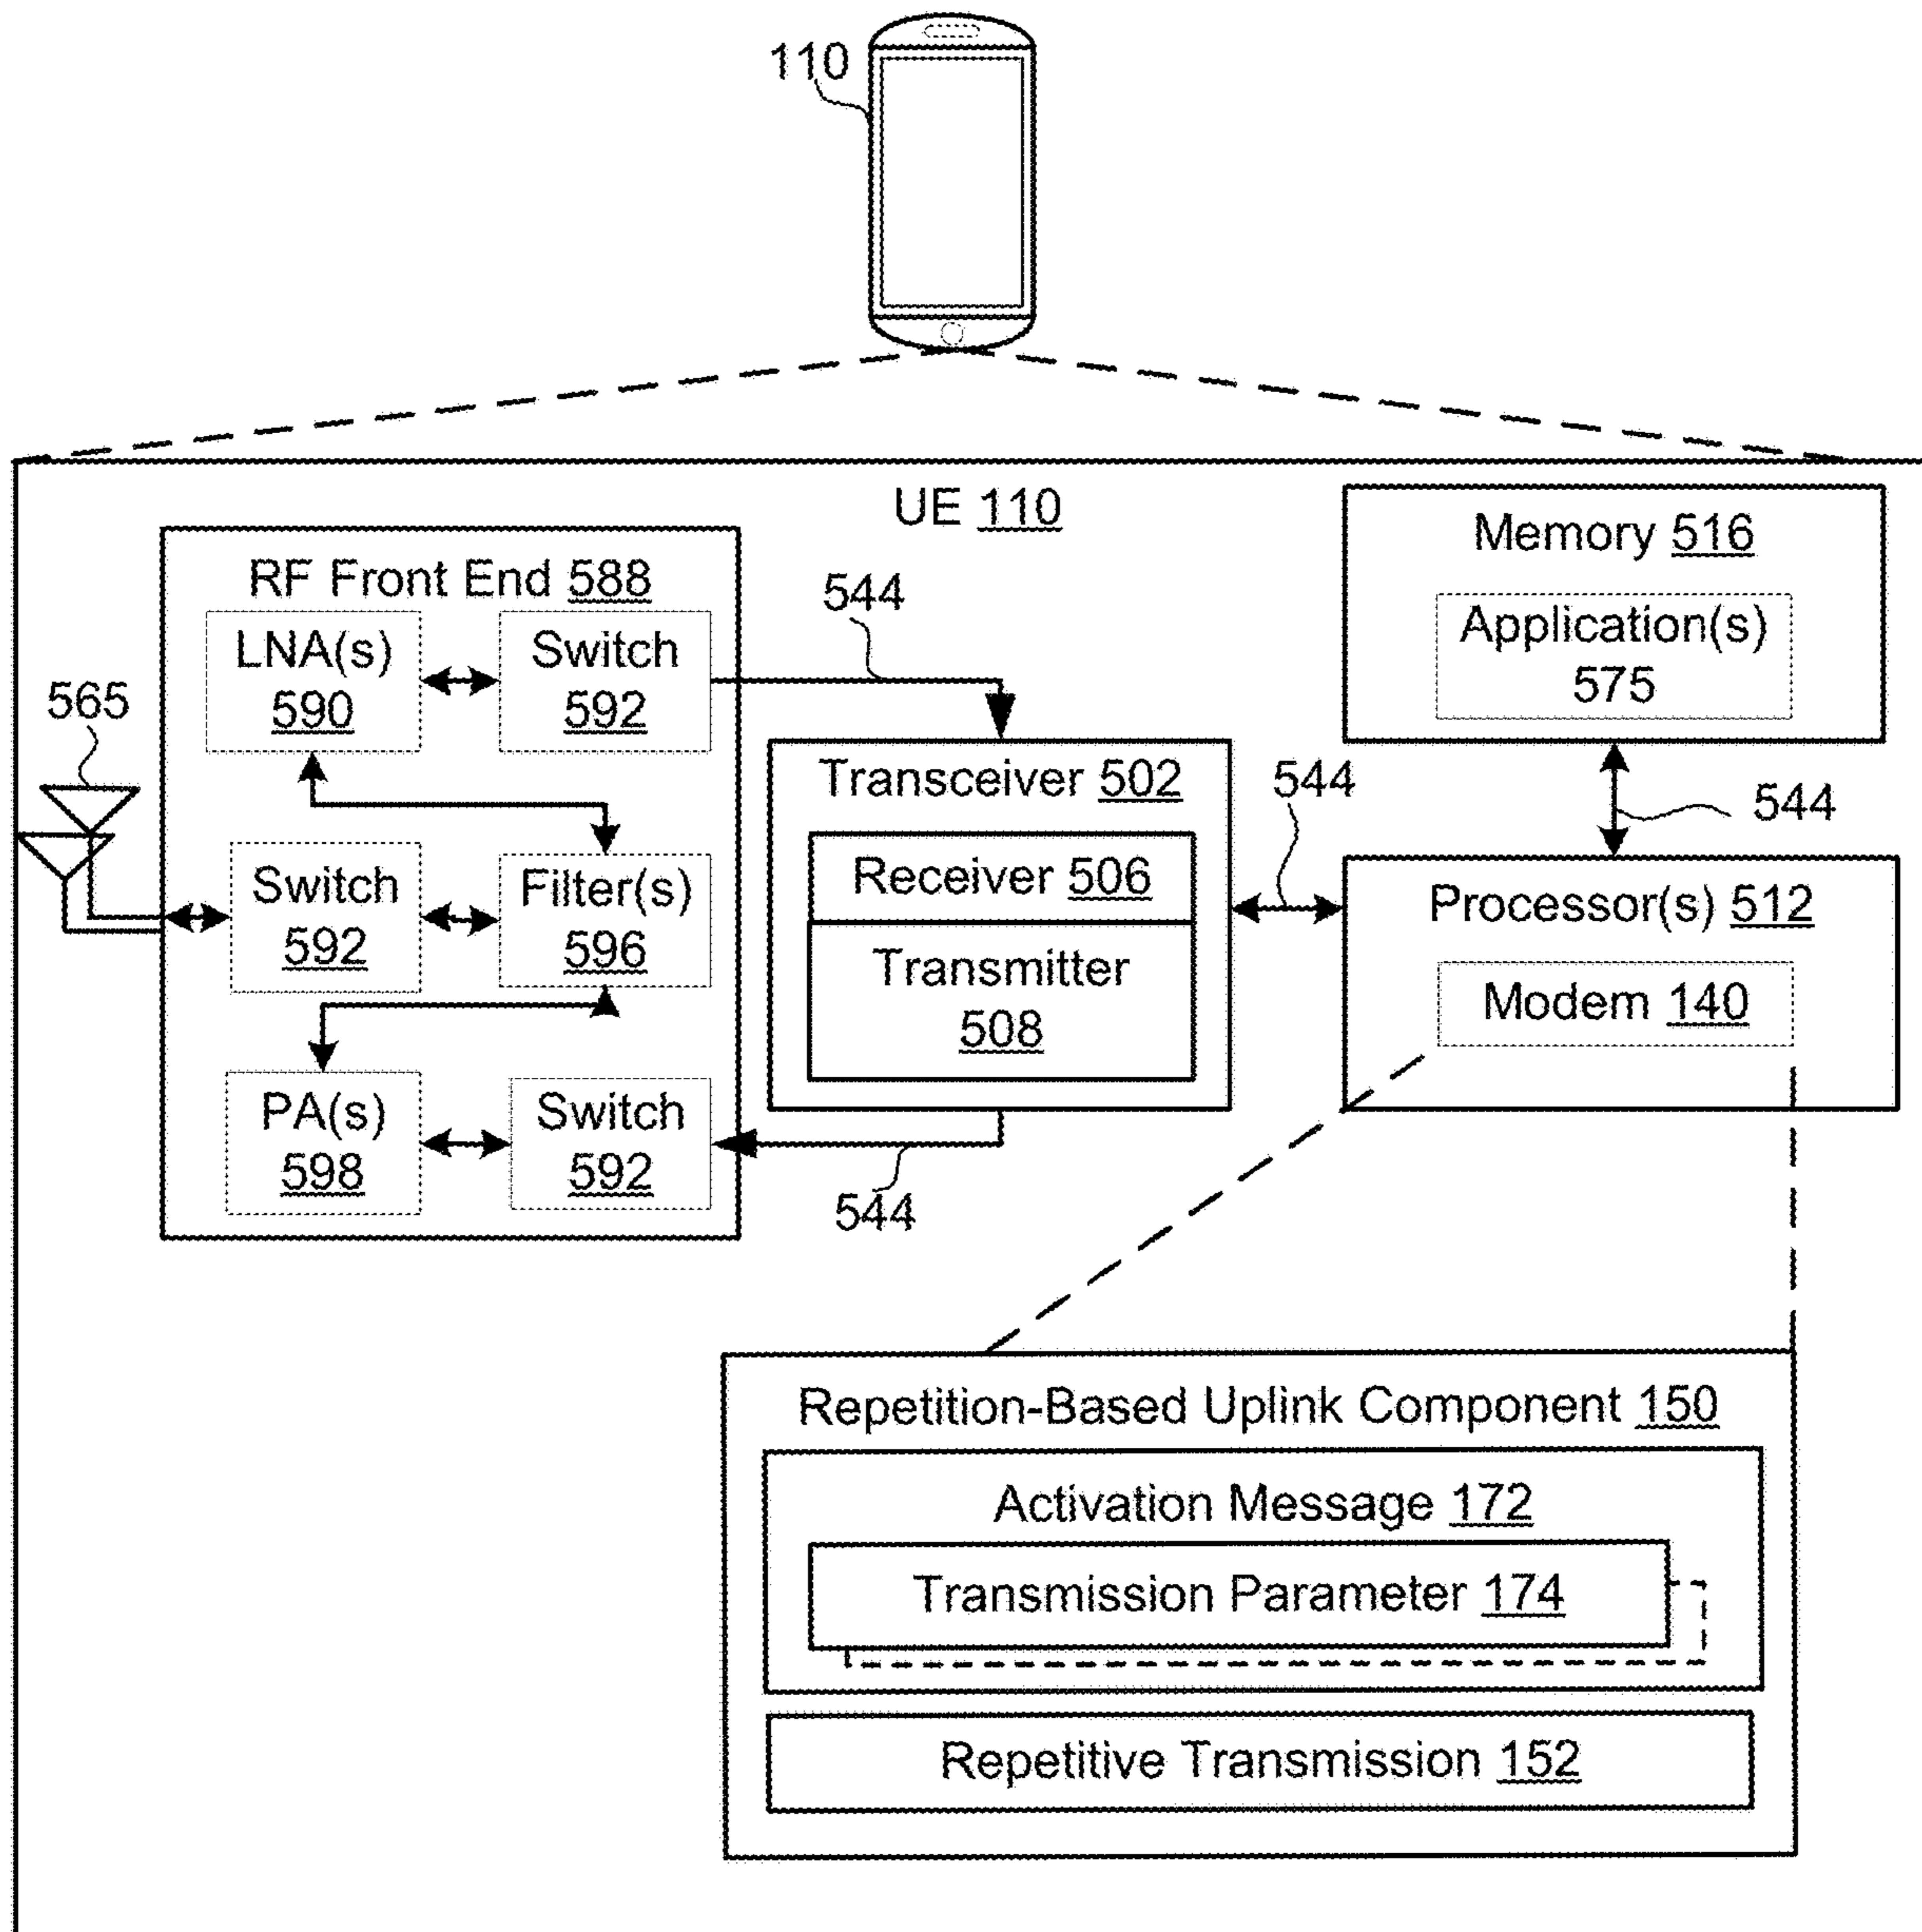 110
UE 110
RF Front End 588
LNA(s)
590
Switch
592
544
565
Switch
592
Filter(s)
596
PA(s)
598
Switch
592
544
Transceiver 502
Receiver 506
Transmitter
508
544
Memory 516
Application(s)
575
544
Processor(s) 512
Modem 140
Repetition-Based Uplink Component 150
Activation Message 172
Transmission Parameter 174
Repetitive Transmission 152